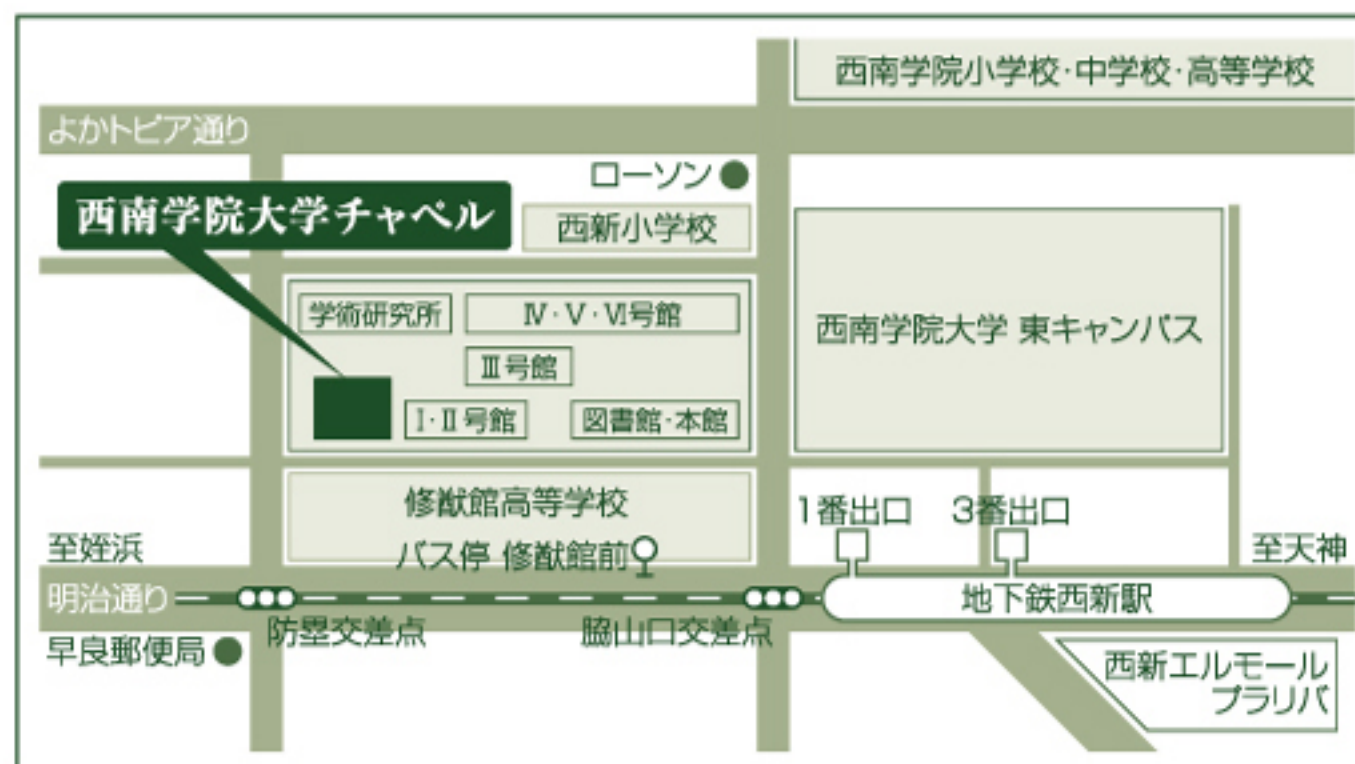 西南学院小学校・中学校・高等学校
よかトピア通り
ローソン
西南学院大学チャペル
西新小学校
学術研究所
Ⅳ・Ⅴ・Ⅵ号館
西南学院大学 東キャンパス
Ⅲ号館
Ⅰ・Ⅱ号館
図書館・本館
修猷館高等学校
1番出口
3番出口
至姪浜
バス停 修猷館前
至天神
明治通り
地下鉄西新駅
防塁交差点
脇山口交差点
早良郵便局
西新エルモール
プラリバ